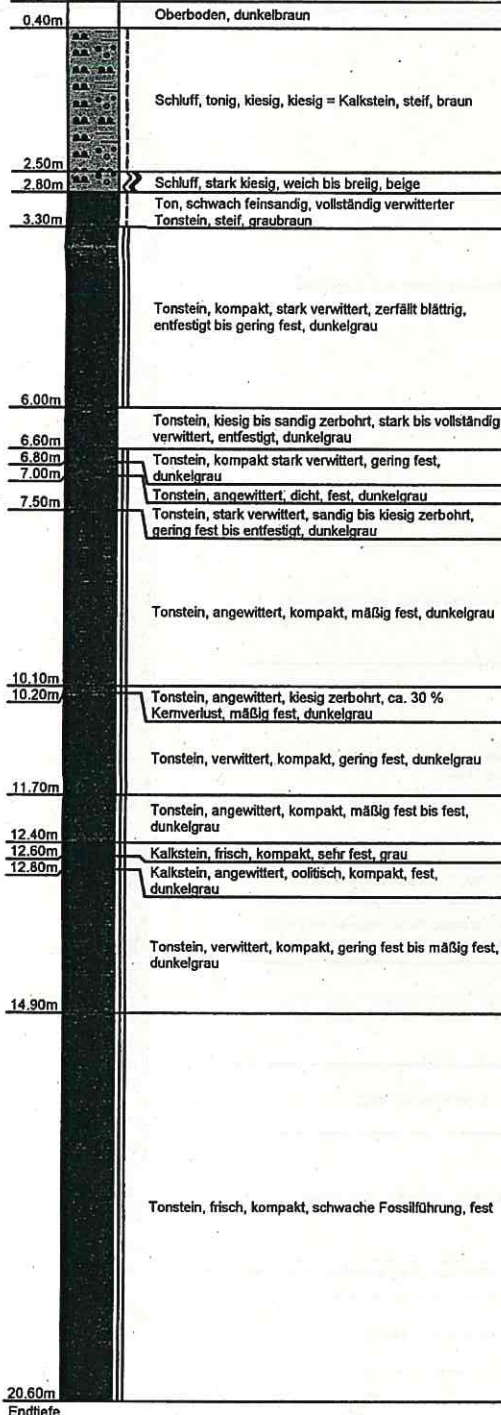 Oberboden, dunkelbraun
0.40m
Schluff, tonig, kiesig, kiesig = Kalkstein, steif, braun
2.50m
2.80m
Schluff, stark kiesig, weich bis breiig, beige
Ton, schwach feinsandig, vollständig verwitterter
Tonstein, steif, graubraun
3.30m
Tonstein, kompakt, stark verwittert, zerfällt blättrig,
entfestigt bis gering fest, dunkelgrau
6.00m
Tonstein, kiesig bis sandig zerbohrt, stark bis vollständig
verwittert, entfestigt, dunkelgrau
6.60m
6.80m
Tonstein, kompakt stark verwittert, gering fest,
dunkelgrau
7.00m
Tonstein, angewittert, dicht, fest, dunkelgrau
7.50m
Tonstein, stark verwittert, sandig bis kiesig zerbohrt,
gering fest bis entfestigt, dunkelgrau
Tonstein, angewittert, kompakt, mäßig fest, dunkelgrau
10.10m
10.20m
Tonstein, angewittert, kiesig zerbohrt, ca. 30 %
Kernverlust, mäßig fest, dunkelgrau
Tonstein, verwittert, kompakt, gering fest, dunkelgrau
11.70m
Tonstein, angewittert, kompakt, mäßig fest bis fest,
dunkelgrau
12.40m
12.60m
Kalkstein, frisch, kompakt, sehr fest, grau
12.80m
Kalkstein, angewittert, oolitisch, kompakt, fest,
dunkelgrau
Tonstein, verwittert, kompakt, gering fest bis mäßig fest,
dunkelgrau
14.90m
Tonstein, frisch, kompakt, schwache Fossilführung, fest
20.60m
Endtiefe